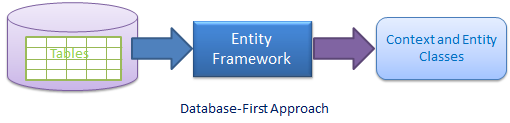 Tables
Entity
Framework
Context and Entity
Classes
Database-First Approach